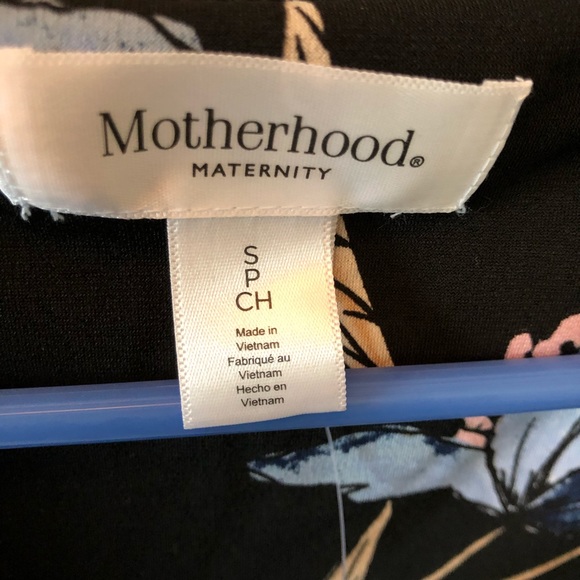 Motherhood®
MATERNITY
S
P
CH
Made in
Vietnam
Fabriqué au
Vietnam
Hecho en
Vietnam